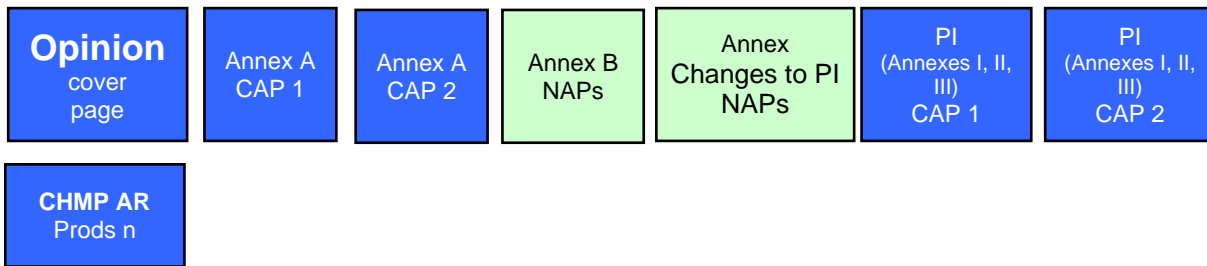 Opinion
cover
page
Annex A
CAP 1
Annex A
CAP 2
Annex B
NAPs
Annex
Changes to PI
NAPs
PI
(Annexes I, II,
III)
CAP 1
PI
(Annexes I, II,
III)
CAP 2
CHMP AR
Prods n